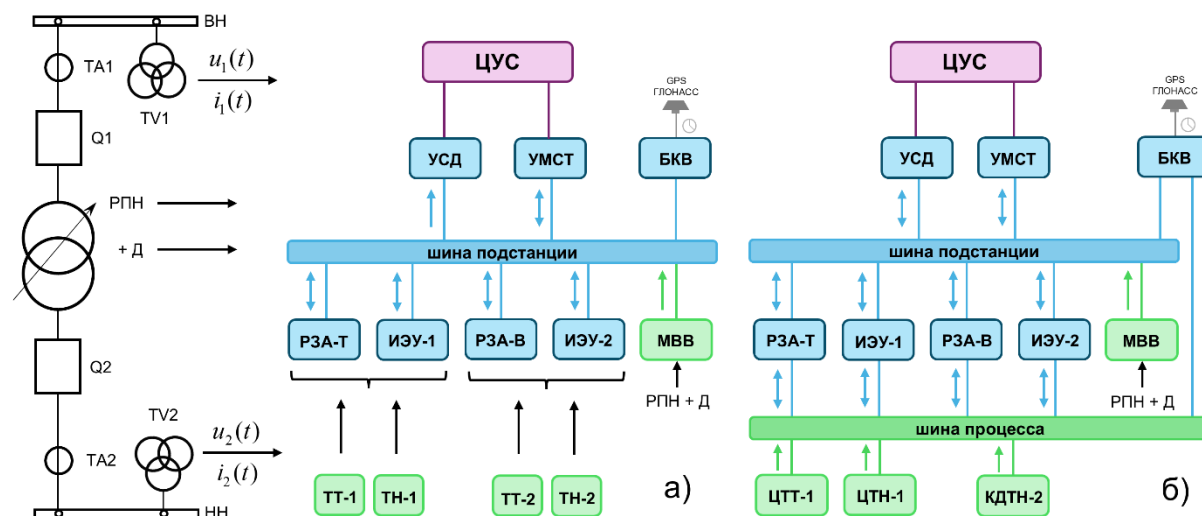 ВН
TA1
TV1
u₁(t)
i₁(t)
Q1
РПН
+ Д
Q2
TV2
u₂(t)
i₂(t)
TA2
НН
ЦУС
GPS
ГЛОНАСС
УСД
УМСТ
БКВ
шина подстанции
РЗА-Т
ИЭУ-1
РЗА-В
ИЭУ-2
МВВ
РПН + Д
ТТ-1
ТН-1
ТТ-2
ТН-2
а)
ЦУС
GPS
ГЛОНАСС
УСД
УМСТ
БКВ
шина подстанции
РЗА-Т
ИЭУ-1
РЗА-В
ИЭУ-2
МВВ
РПН + Д
шина процесса
ЦТТ-1
ЦТН-1
КДТН-2
б)